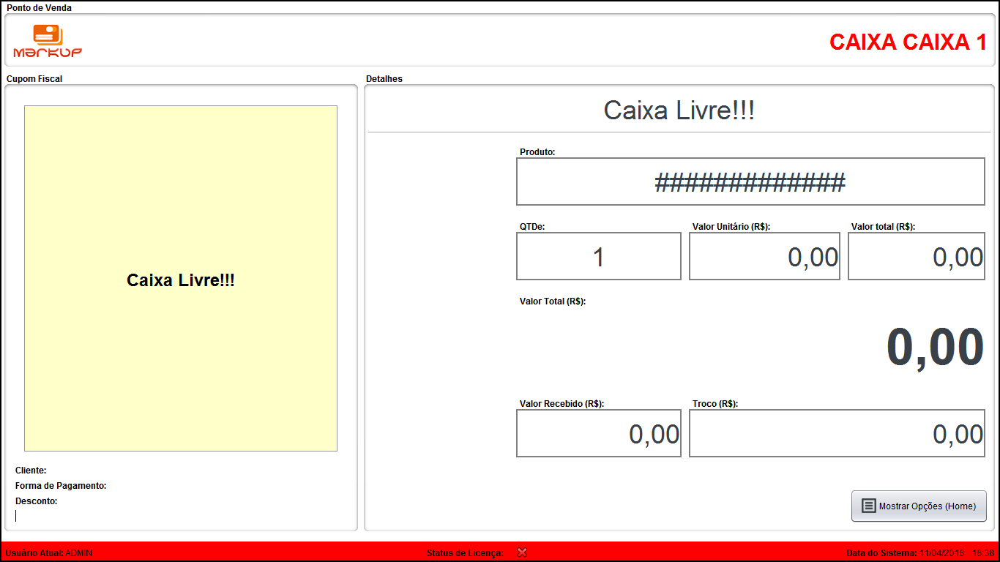 Ponto de Venda
MARKUP
CAIXA CAIXA 1
Cupom Fiscal
Caixa Livre!!!
Cliente:
Forma de Pagamento:
Desconto:
Detalhes
Caixa Livre!!!
Produto:
#############
QTDe: Valor Unitário (R$): Valor total (R$):
1 0,00 0,00
Valor Total (R$):
0,00
Valor Recebido (R$): Troco (R$):
0,00 0,00
Mostrar Opções (Home)
Usuário Atual: ADMIN Status de Licença: Data do Sistema: 11/04/2016 15:38